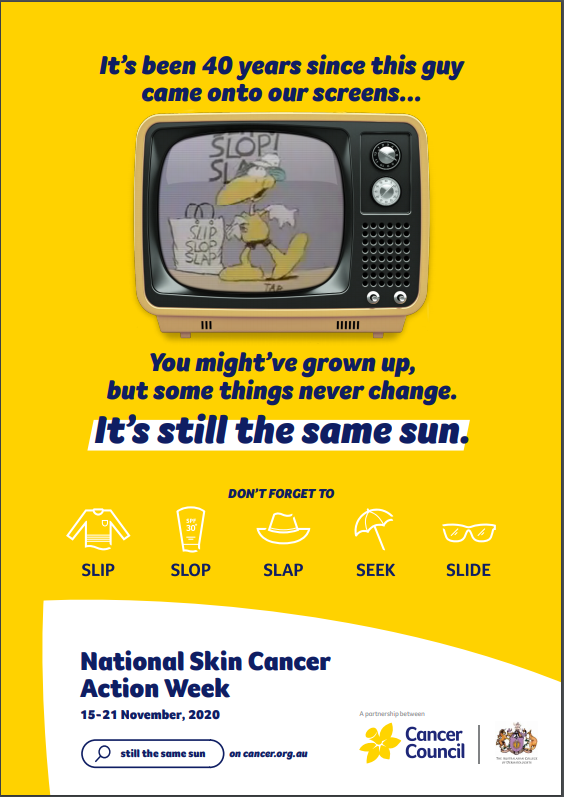 It's been 40 years since this guy
came onto our screens...
SLOP!
SLIP
SLOP
SLAP
TAP
You might've grown up,
but some things never change.
It's still the same sun.
DON'T FORGET TO
SPF
30+
SLIP SLOP SLAP SEEK SLIDE
National Skin Cancer
Action Week
15-21 November, 2020
still the same sun on cancer.org.au
A partnership between
Cancer
Council